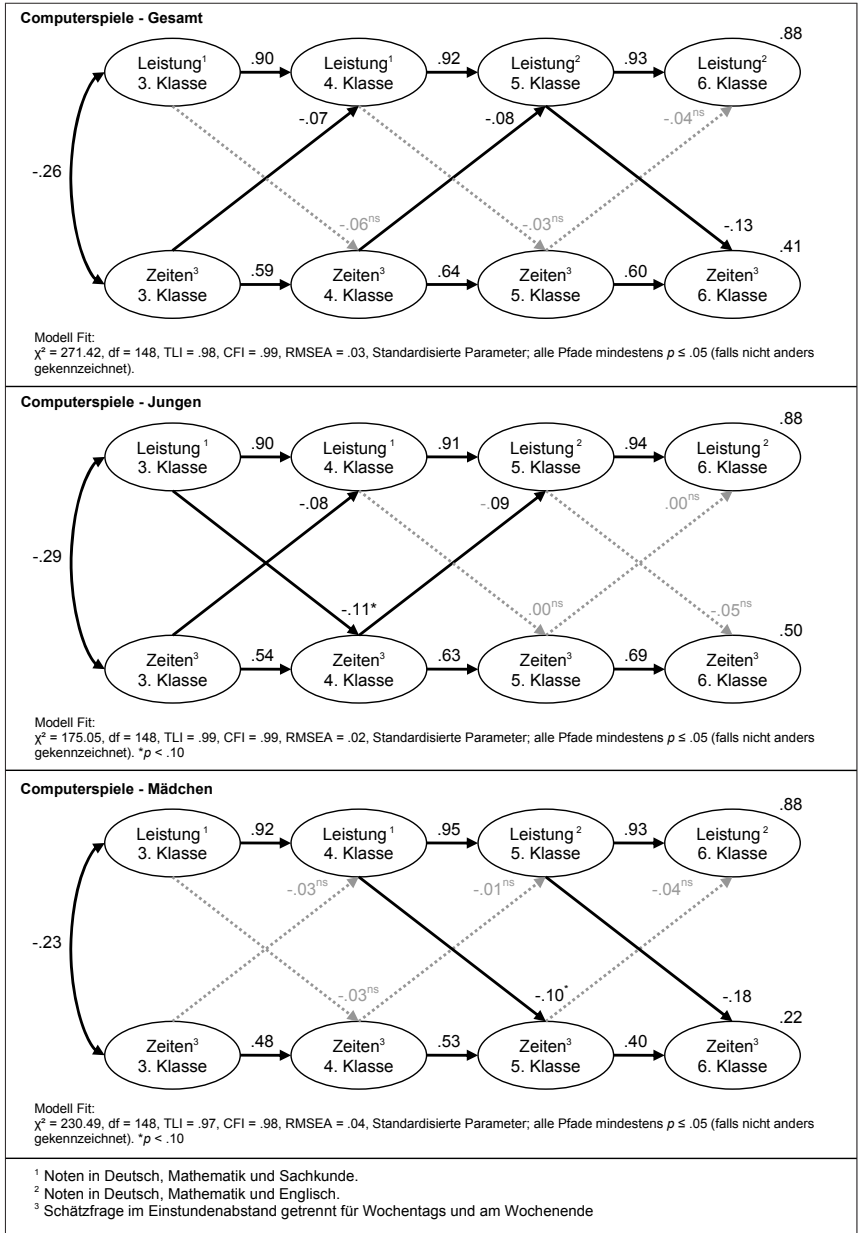 Computerspiele - Gesamt
.88
Leistung¹ .90 Leistung¹ .92 Leistung² .93 Leistung²
3. Klasse 4. Klasse 5. Klasse 6. Klasse
-.07 -.08 -.04ⁿˢ
-.26
-.06ⁿˢ -.03ⁿˢ -.13
.41
Zeiten³ .59 Zeiten³ .64 Zeiten³ .60 Zeiten³
3. Klasse 4. Klasse 5. Klasse 6. Klasse
Modell Fit:
χ² = 271.42, df = 148, TLI = .98, CFI = .99, RMSEA = .03, Standardisierte Parameter; alle Pfade mindestens p ≤ .05 (falls nicht anders
gekennzeichnet).
Computerspiele - Jungen
.88
Leistung¹ .90 Leistung¹ .91 Leistung² .94 Leistung²
3. Klasse 4. Klasse 5. Klasse 6. Klasse
-.08 -.09 .00ⁿˢ
-.29
-.11* .00ⁿˢ -.05ⁿˢ
.50
Zeiten³ .54 Zeiten³ .63 Zeiten³ .69 Zeiten³
3. Klasse 4. Klasse 5. Klasse 6. Klasse
Modell Fit:
χ² = 175.05, df = 148, TLI = .99, CFI = .99, RMSEA = .02, Standardisierte Parameter; alle Pfade mindestens p ≤ .05 (falls nicht anders
gekennzeichnet). *p < .10
Computerspiele - Mädchen
.88
Leistung¹ .92 Leistung¹ .95 Leistung² .93 Leistung²
3. Klasse 4. Klasse 5. Klasse 6. Klasse
-.03ⁿˢ -.01ⁿˢ -.04ⁿˢ
-.23
-.03ⁿˢ -.10* -.18
.22
Zeiten³ .48 Zeiten³ .53 Zeiten³ .40 Zeiten³
3. Klasse 4. Klasse 5. Klasse 6. Klasse
Modell Fit:
χ² = 230.49, df = 148, TLI = .97, CFI = .98, RMSEA = .04, Standardisierte Parameter; alle Pfade mindestens p ≤ .05 (falls nicht anders
gekennzeichnet). *p < .10
¹ Noten in Deutsch, Mathematik und Sachkunde.
² Noten in Deutsch, Mathematik und Englisch.
³ Schätzfrage im Einstundenabstand getrennt für Wochentags und am Wochenende